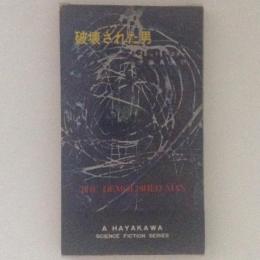 破壊された男
THE DEMOLISHED MAN
A HAYAKAWA
SCIENCE FICTION SERIES